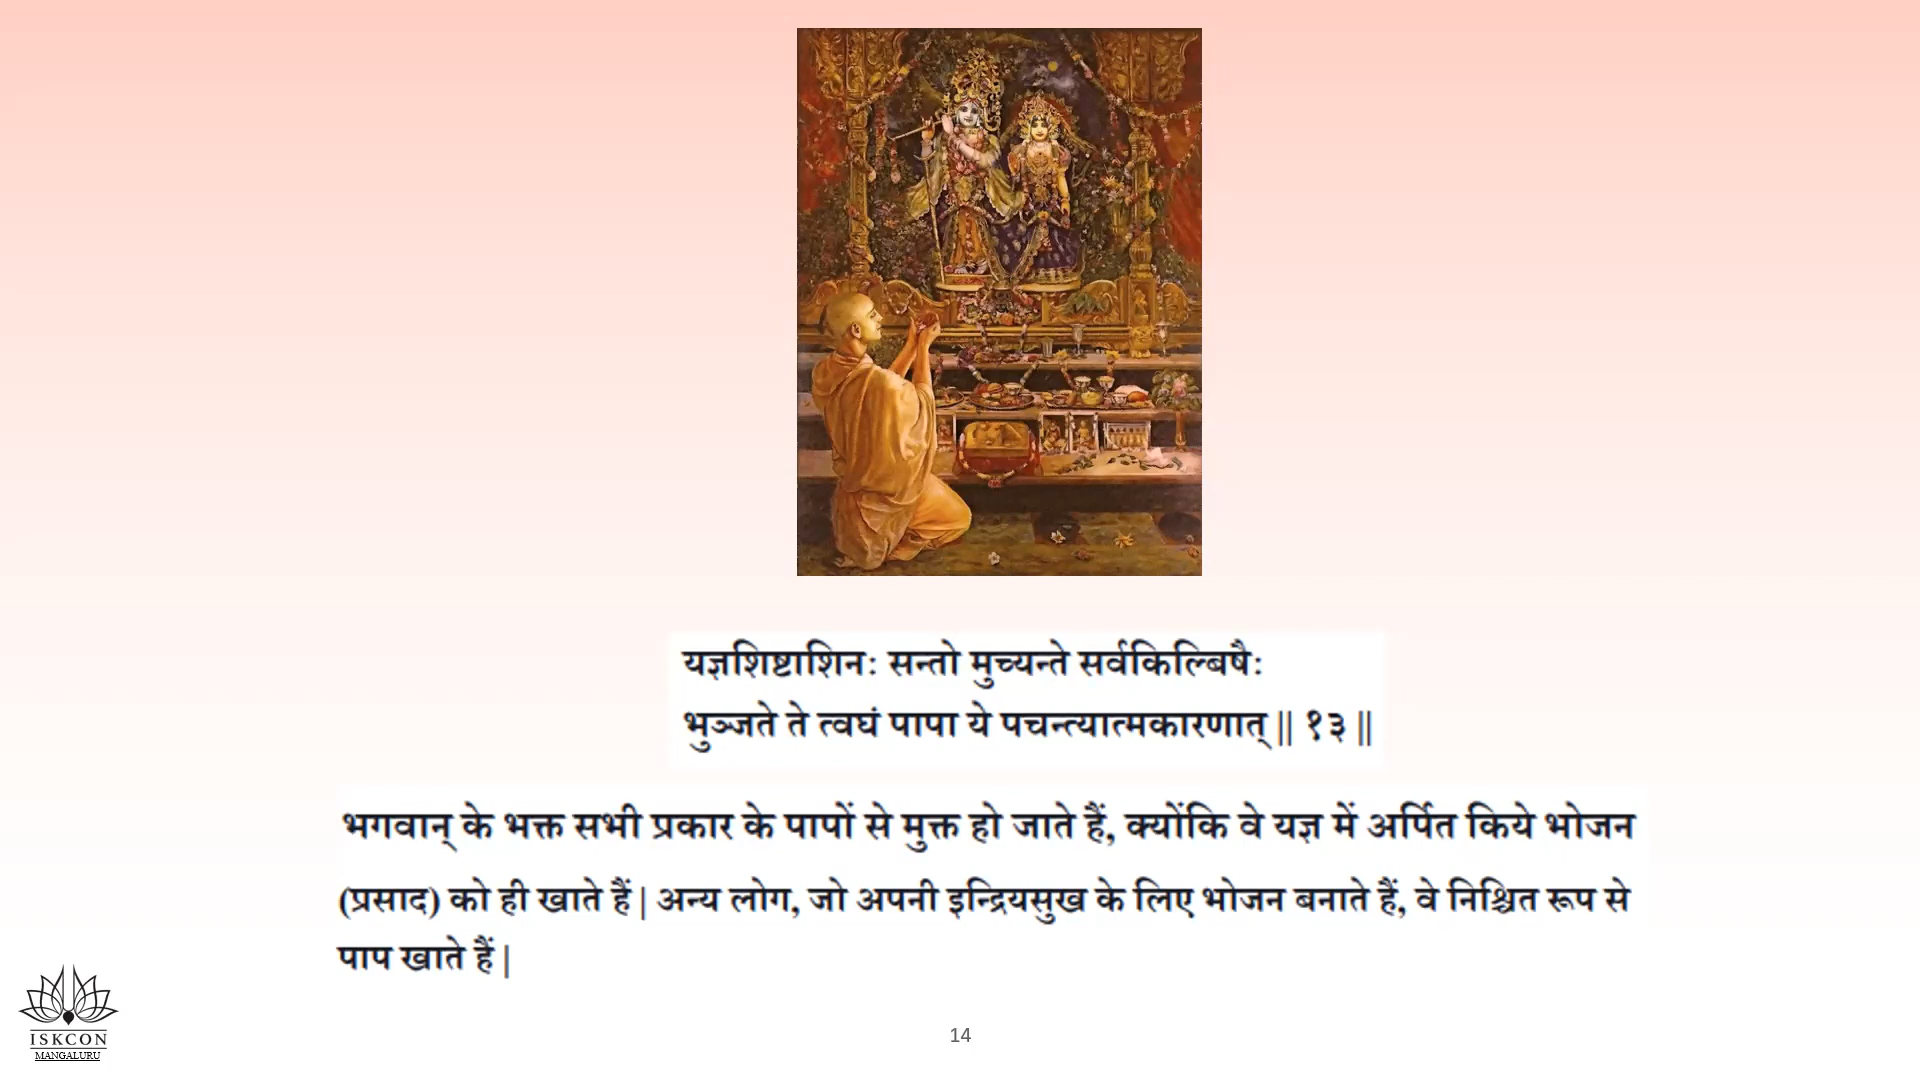 यज्ञशिष्टाशिनः सन्तो मुच्यन्ते सर्वकिल्बिषैः
भुञ्जते ते त्वघं पापा ये पचन्त्यात्मकारणात् || १३ ||
भगवान् के भक्त सभी प्रकार के पापों से मुक्त हो जाते हैं, क्योंकि वे यज्ञ में अर्पित किये भोजन
(प्रसाद) को ही खाते हैं | अन्य लोग, जो अपनी इन्द्रियसुख के लिए भोजन बनाते हैं, वे निश्चित रूप से
पाप खाते हैं |
ISKCON
MANGALURU
14